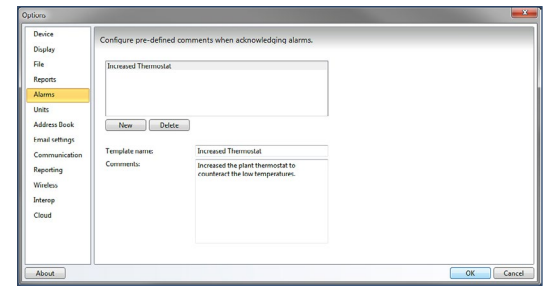 Options
Device
Display
File
Reports
Alarms
Units
Address Book
Email settings
Communication
Reporting
Wireless
Interop
Cloud
Configure pre-defined comments when acknowledging alarms.
Increased Thermostat
New
Delete
Template name:
Increased Thermostat
Comments:
Increased the plant thermostat to
counteract the low temperatures.
About
OK
Cancel